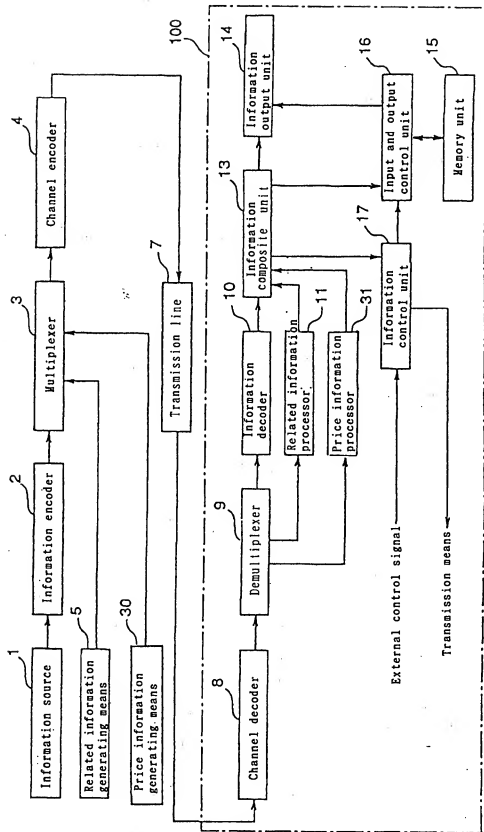 1
Information source
2
Information encoder
3
Multiplexer
4
Channel encoder
5
Related information
generating means
30
Price information
generating means
7
Transmission line
100
8
Channel decoder
9
Demultiplexer
10
Information
decoder
Related information
processor
11
Price information
processor
31
13
Information
composite unit
14
Information
output unit
17
Information
control unit
16
Input and output
control unit
15
Memory unit
External control signal
Transmission means